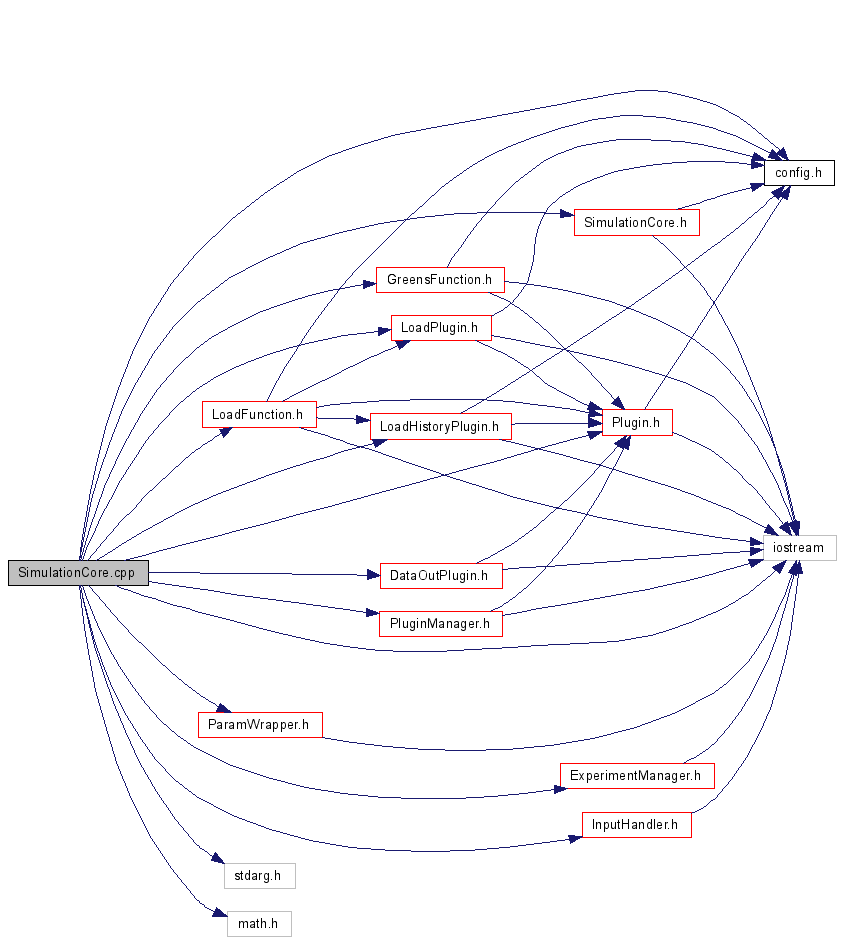 config.h
SimulationCore.h
GreensFunction.h
LoadPlugin.h
LoadFunction.h
LoadHistoryPlugin.h
Plugin.h
iostream
SimulationCore.cpp
DataOutPlugin.h
PluginManager.h
ParamWrapper.h
ExperimentManager.h
InputHandler.h
stdarg.h
math.h